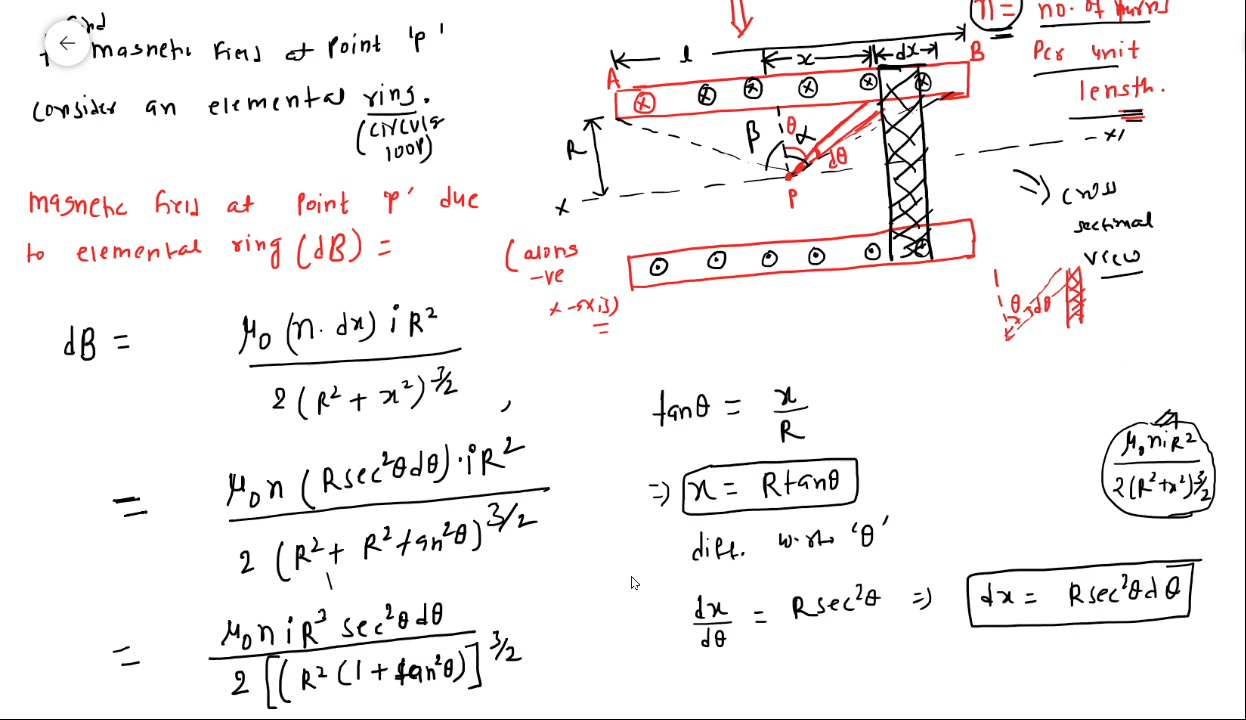 find
magnetic field at point 'p'
consider an elemental ring.
(circular loop)
magnetic field at point 'p' due
to elemental ring (dB) =
(along
-ve
x-axis)
=
dB = μ₀ (n. dx) i R² / 2 (R² + x²)^3/2 ,
= μ₀ n (R sec²θ dθ) · i R² / 2 (R² + R² tan²θ)^3/2
= μ₀ n i R³ sec²θ dθ / 2 [(R² (1 + tan²θ)]^3/2
n = no. of turns
Per unit
length.
l
x
dx
A
B
R
β
θ
α
dθ
P
x
x'
=) cross
sectional
view
θ
dθ
tanθ = x / R
=> x = R tanθ
diff. w.r.to 'θ'
dx / dθ = R sec²θ => dx = R sec²θ dθ
μ₀ n i R² / 2 (R² + x²)^3/2